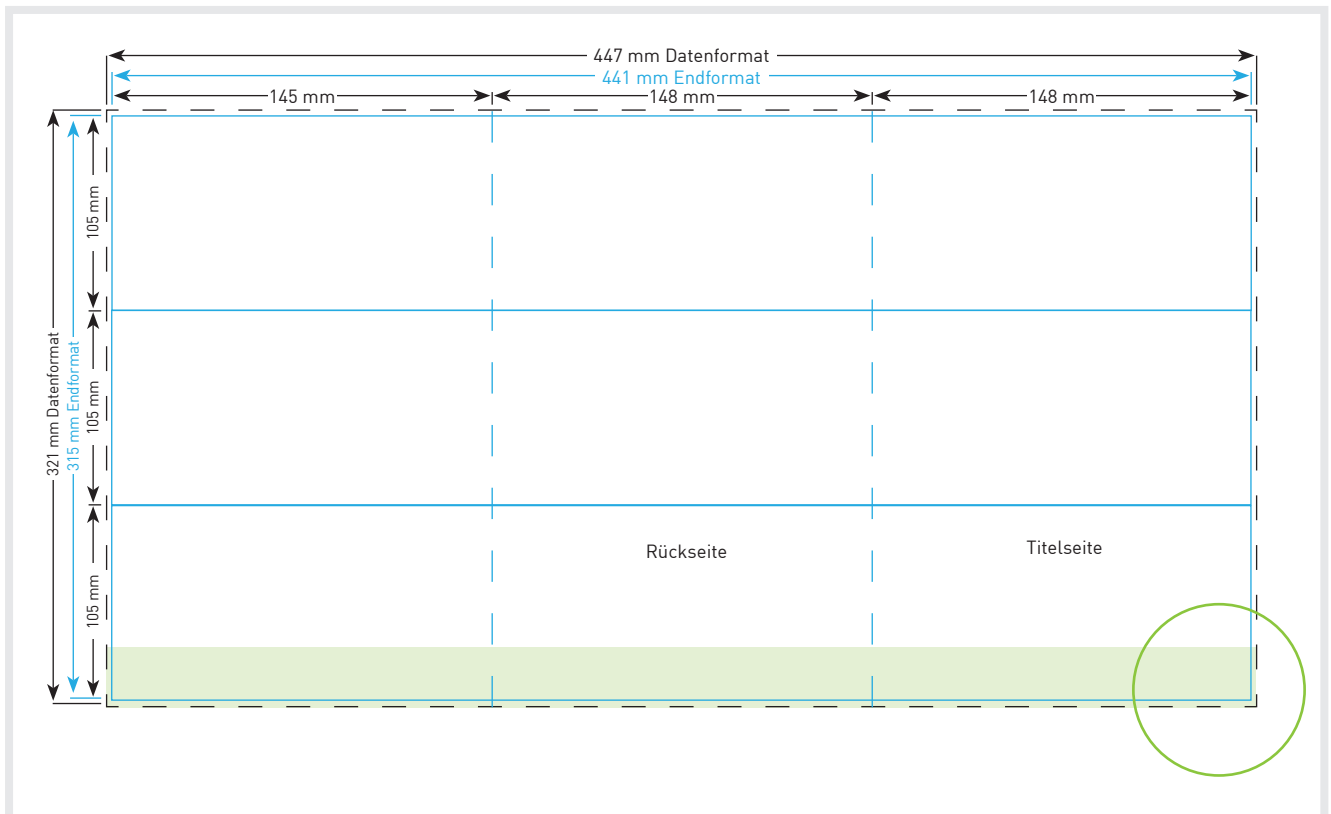 447 mm Datenformat
441 mm Endformat
145 mm
148 mm
148 mm
321 mm Datenformat
315 mm Endformat
105 mm
105 mm
105 mm
Rückseite
Titelseite